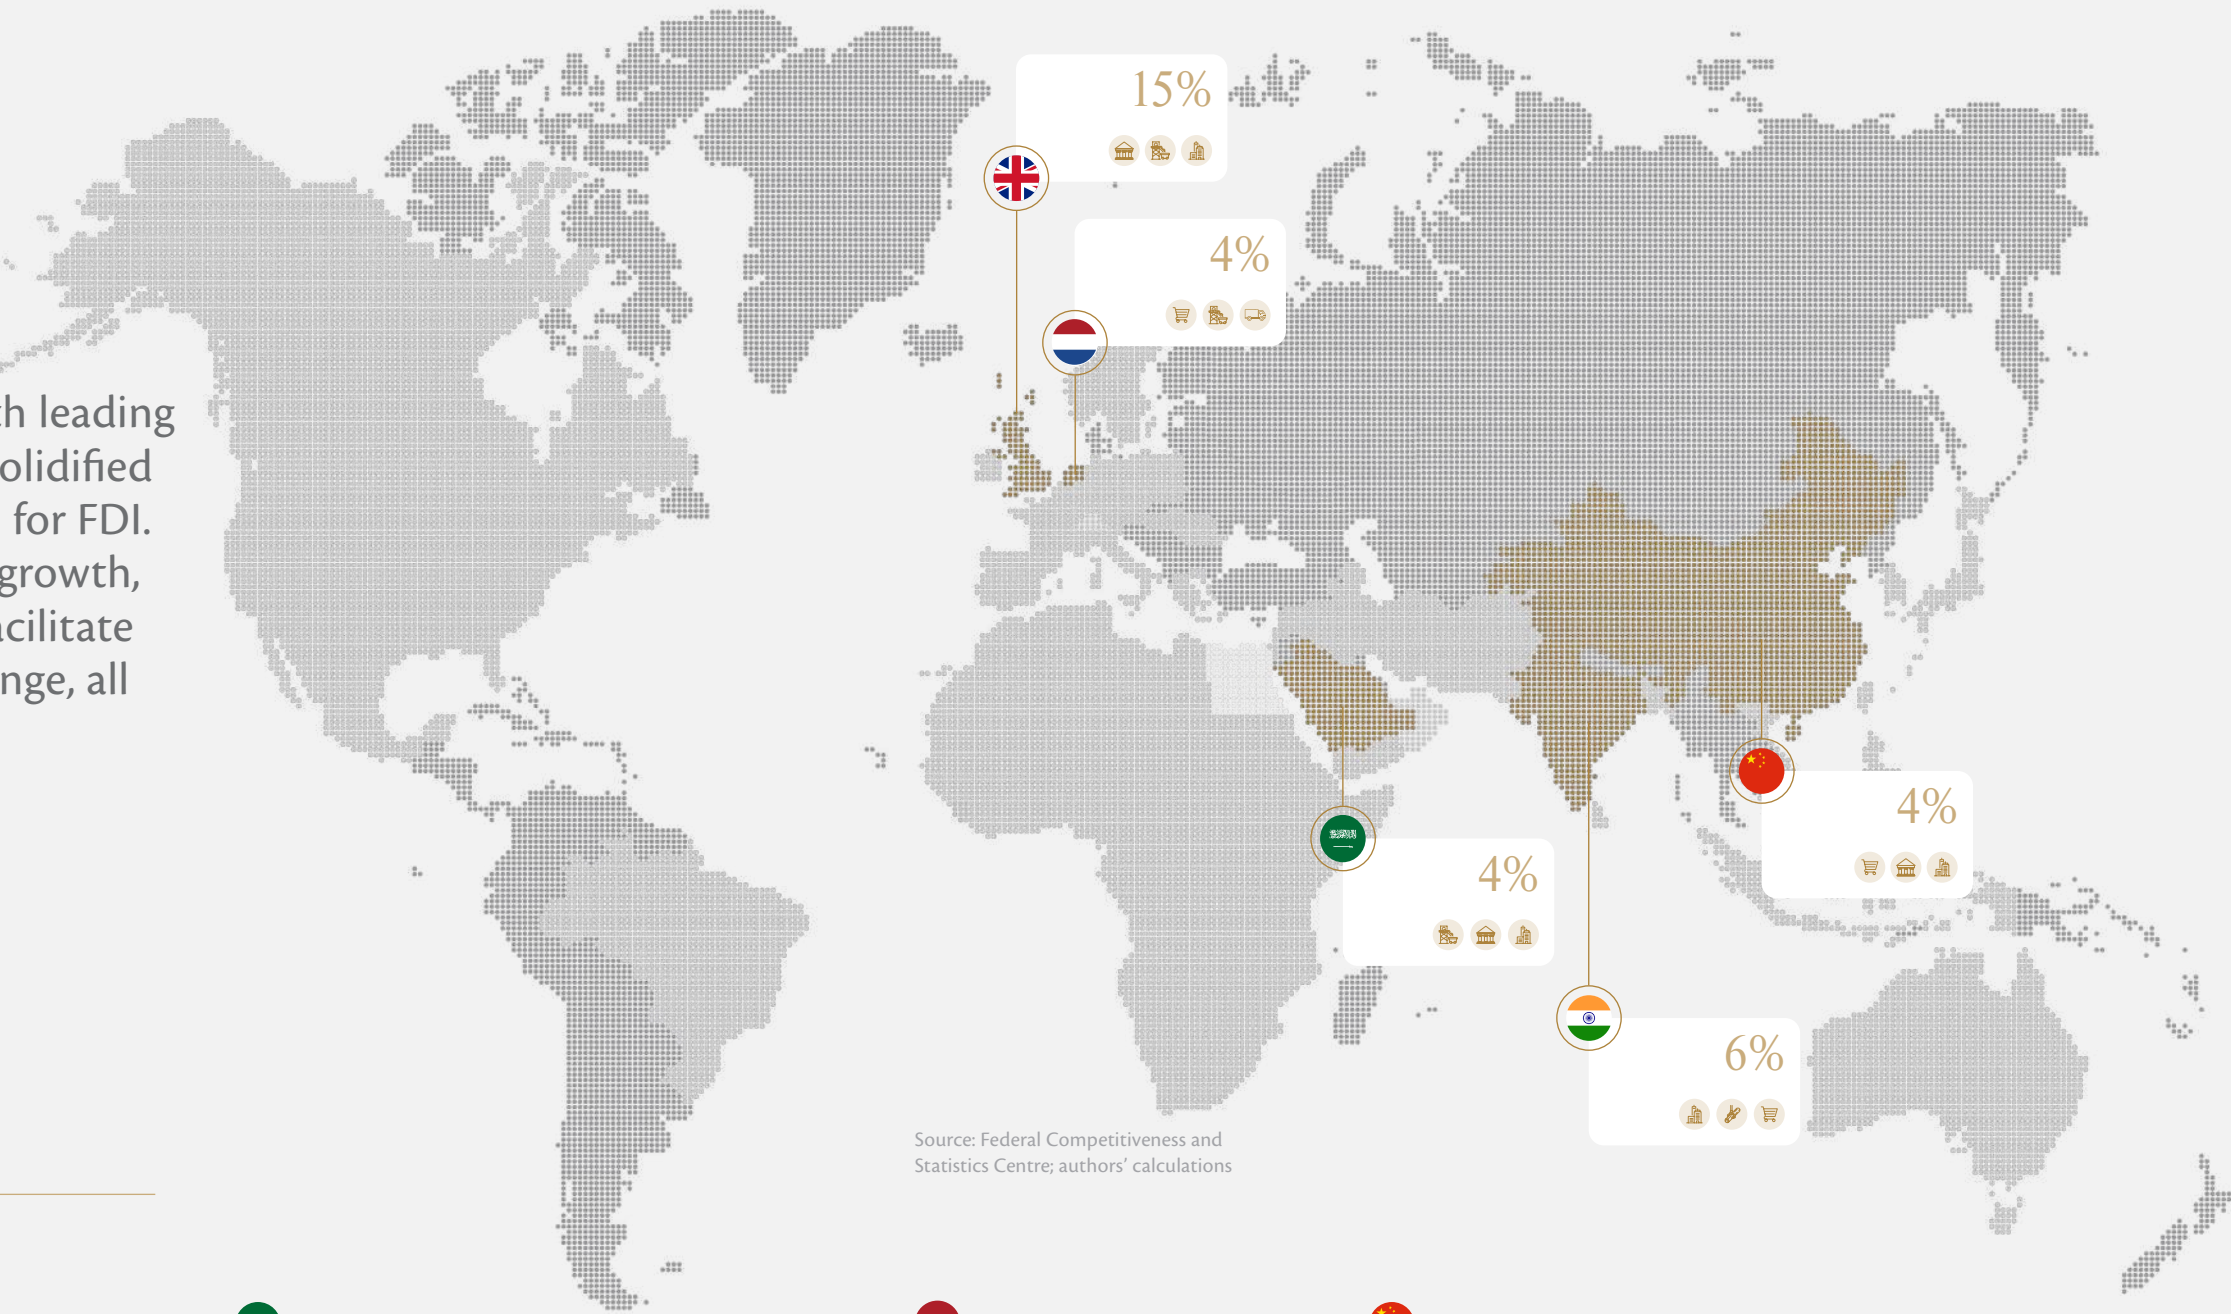 15%
4%
h leading
olidified
for FDI.
growth,
acilitate
nge, all
4%
4%
6%
Source: Federal Competitiveness and
Statistics Centre; authors' calculations